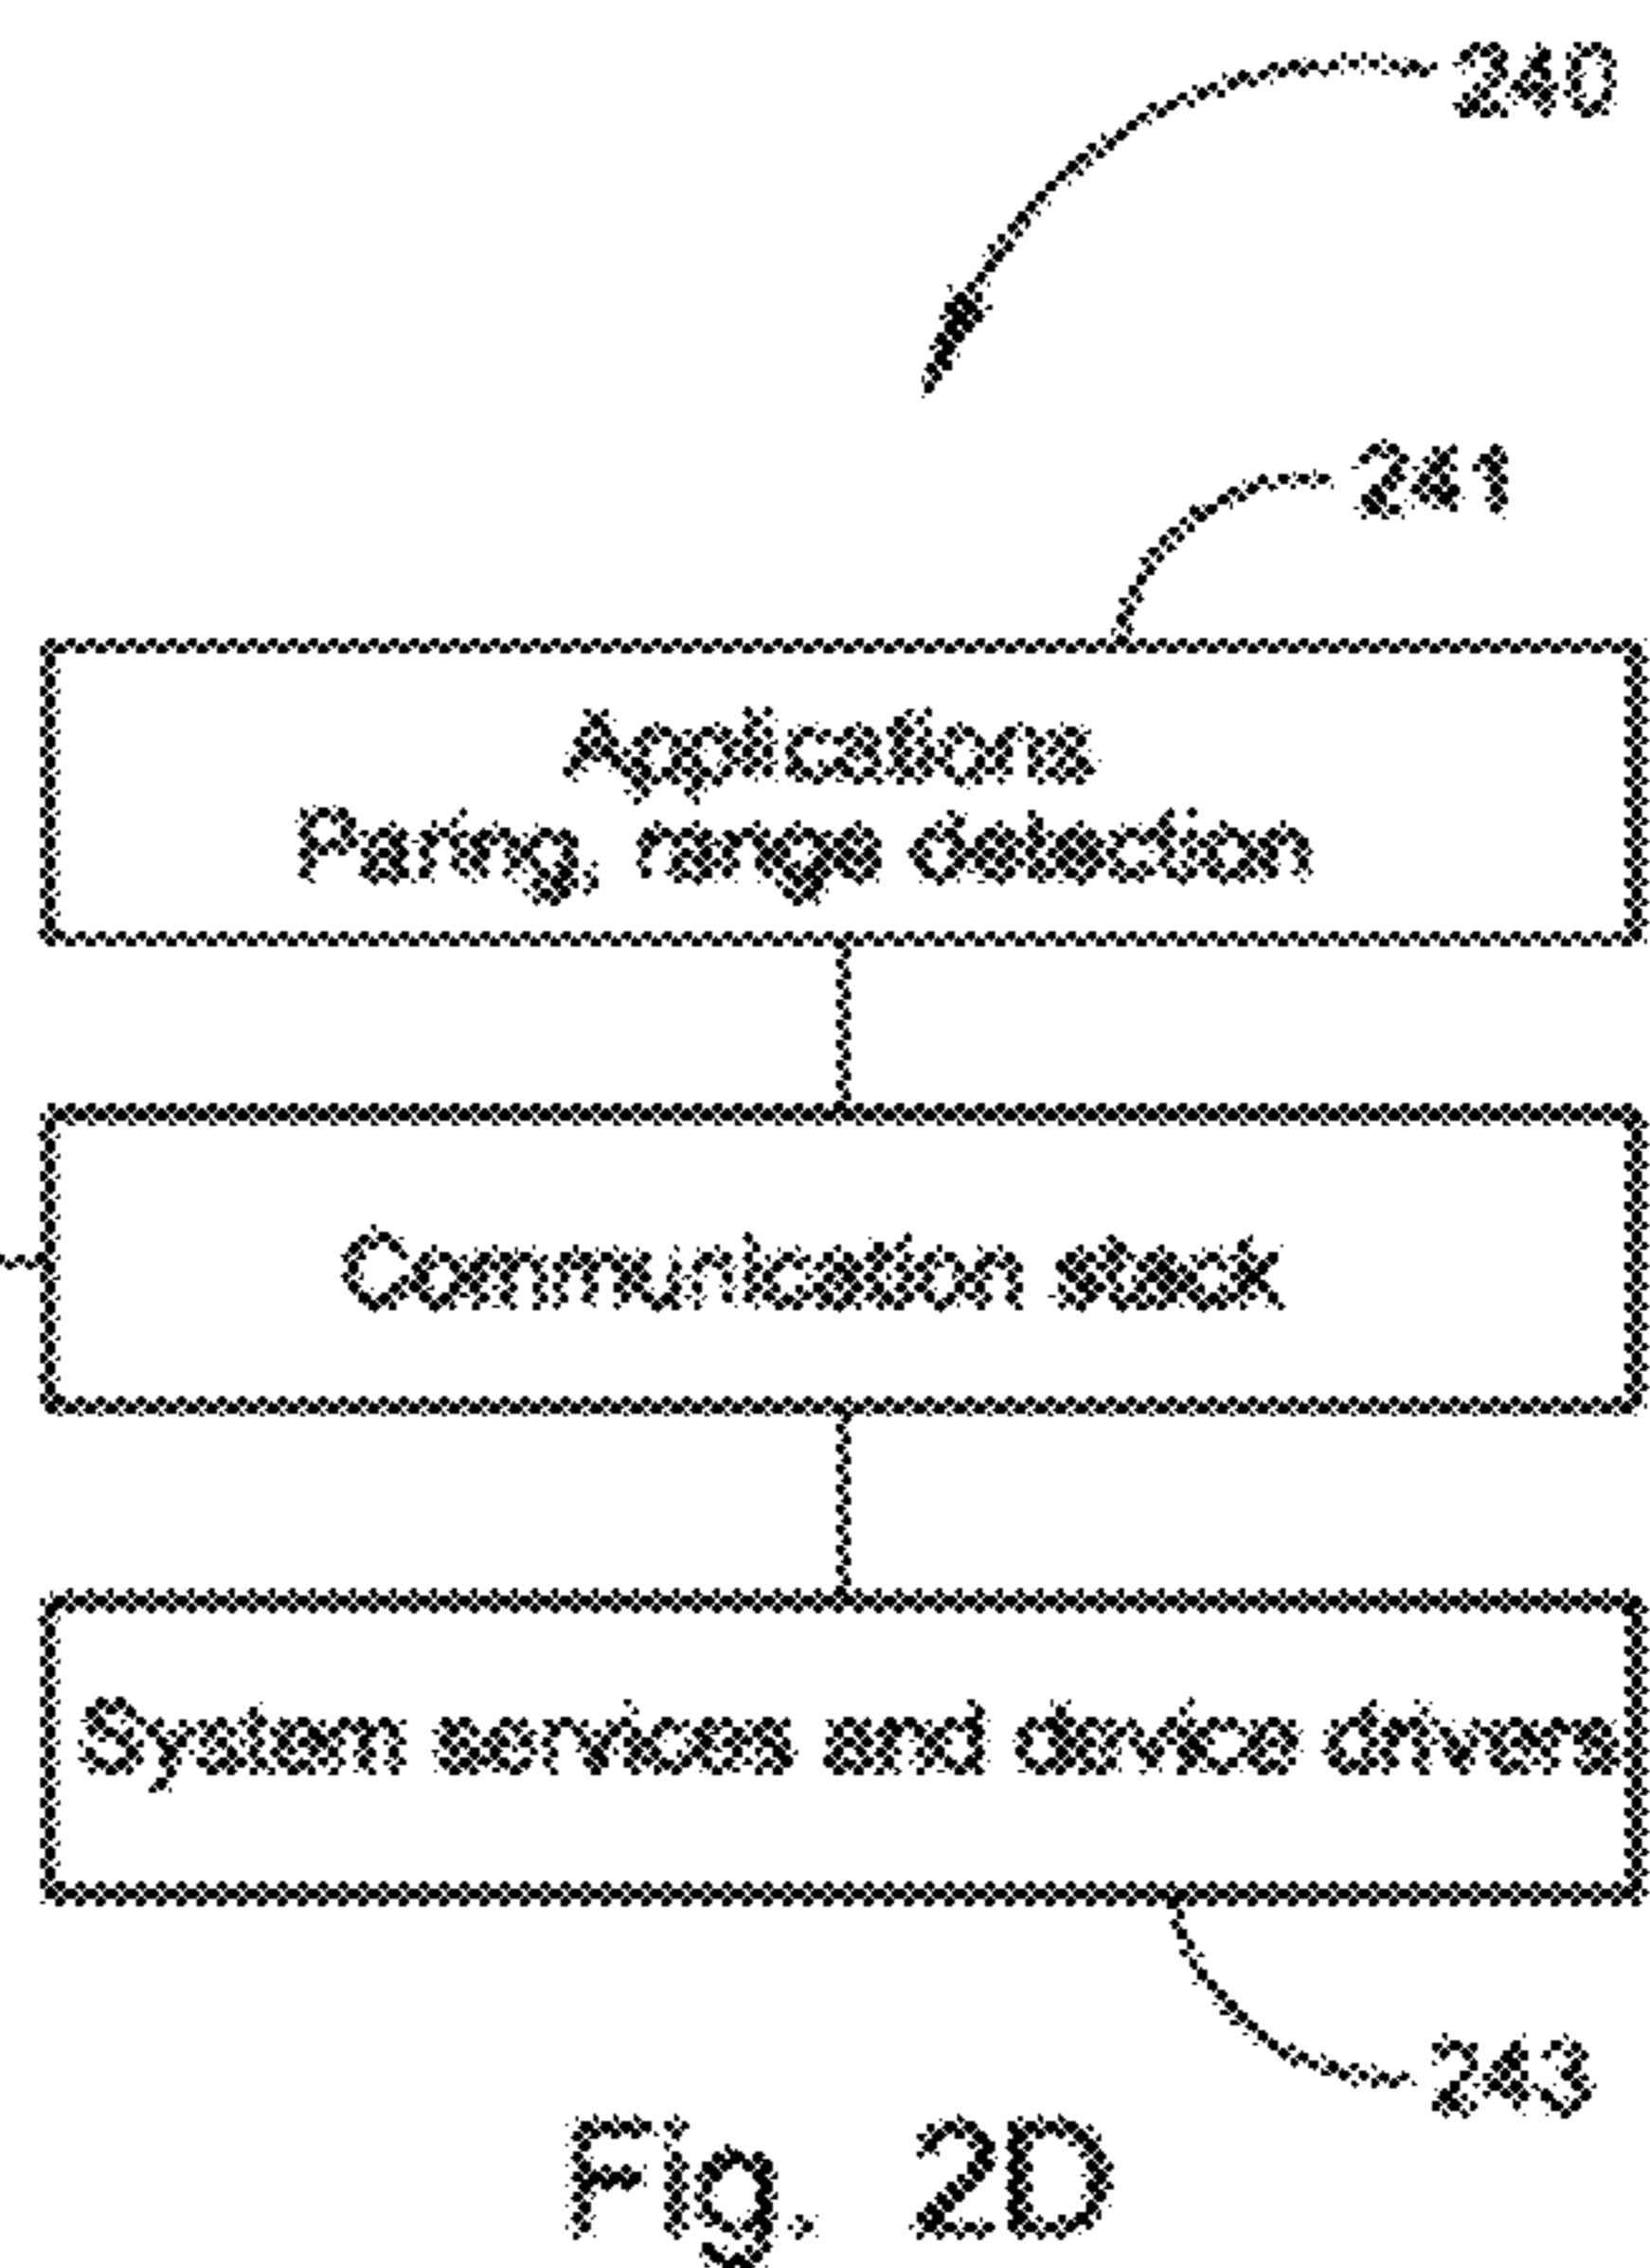 240
241
Applications
Paring, range detection
Communication stack
System services and device drivers
243
Fig. 2D